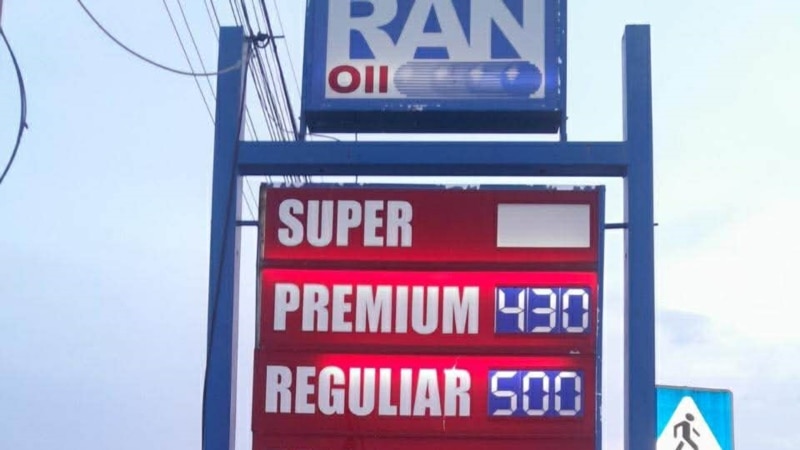 RAN
OIL
SUPER
PREMIUM 430
REGULIAR 500